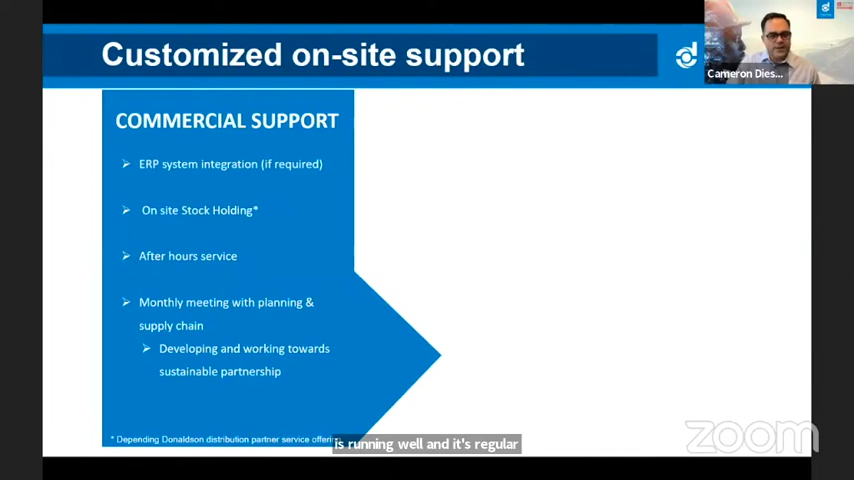 Customized on-site support
Cameron Dies...
COMMERCIAL SUPPORT
➢ ERP system integration (if required)
➢ On site Stock Holding*
➢ After hours service
➢ Monthly meeting with planning &
supply chain
➢ Developing and working towards
sustainable partnership
* Depending Donaldson distribution partner service offering
is running well and it's regular
zoom